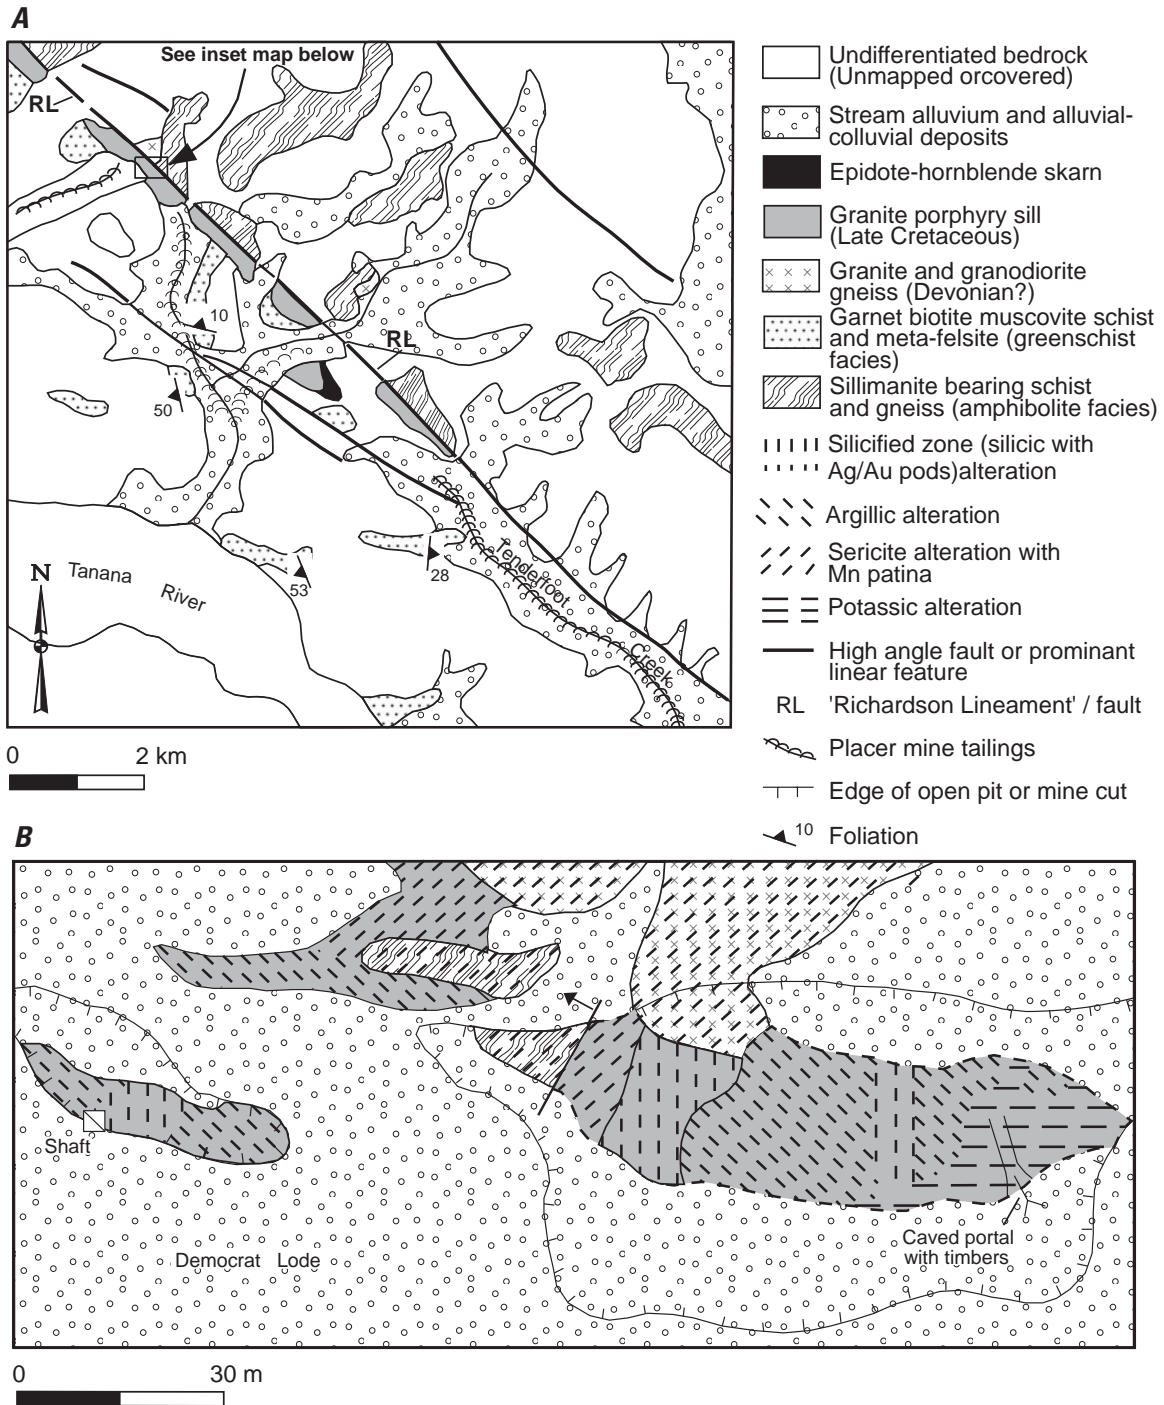 A
See inset map below
RL
RL
10
50
53
28
Tenderfoot
Creek
Tanana
River
N
0 2 km
Undifferentiated bedrock
(Unmapped orcovered)
Stream alluvium and alluvial-
colluvial deposits
Epidote-hornblende skarn
Granite porphyry sill
(Late Cretaceous)
Granite and granodiorite
gneiss (Devonian?)
Garnet biotite muscovite schist
and meta-felsite (greenschist
facies)
Sillimanite bearing schist
and gneiss (amphibolite facies)
Silicified zone (silicic with
Ag/Au pods)alteration
Argillic alteration
Sericite alteration with
Mn patina
Potassic alteration
High angle fault or prominant
linear feature
RL 'Richardson Lineament' / fault
Placer mine tailings
Edge of open pit or mine cut
10 Foliation
B
Shaft
Democrat Lode
Caved portal
with timbers
0 30 m